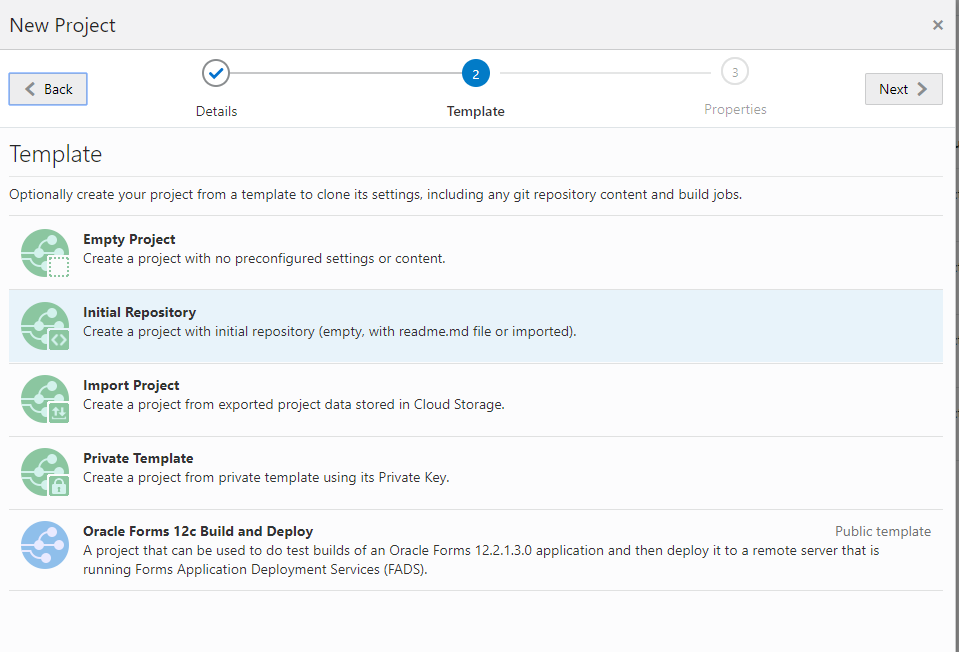 New Project
×
Back
2
3
Next
Details
Template
Properties
Template
Optionally create your project from a template to clone its settings, including any git repository content and build jobs.
Empty Project
Create a project with no preconfigured settings or content.
Initial Repository
Create a project with initial repository (empty, with readme.md file or imported).
Import Project
Create a project from exported project data stored in Cloud Storage.
Private Template
Create a project from private template using its Private Key.
Oracle Forms 12c Build and Deploy
Public template
A project that can be used to do test builds of an Oracle Forms 12.2.1.3.0 application and then deploy it to a remote server that is
running Forms Application Deployment Services (FADS).